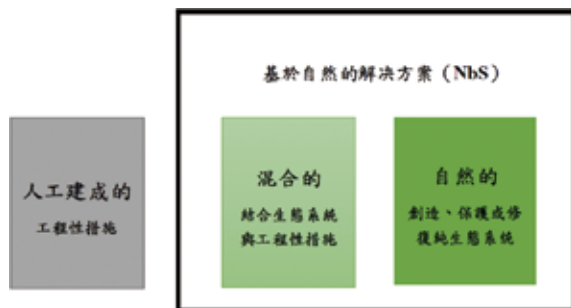 基於自然的解決方案（NbS）
人工建成的
工程性措施
混合的
結合生態系統
與工程性措施
自然的
創造、保護或修
復純生態系統